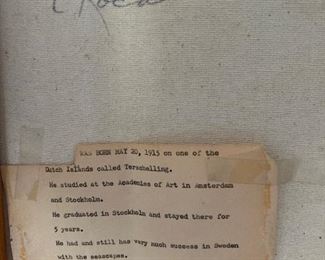 WAS BORN MAY 20, 1915 on one of the
Dutch Islands called Terschelling.
He studied at the Academies of Art in Amsterdam
and Stockholm.
He graduated in Stockholm and stayed there for
5 years.
He had and still has very much success in Sweden
with the seascapes.